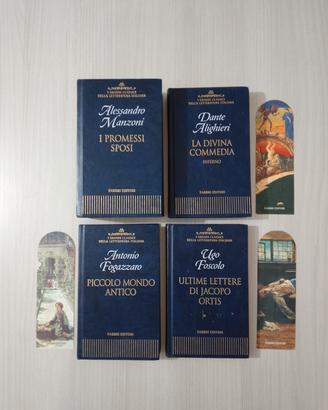 I GRANDI CLASSICI
DELLA LETTERATURA ITALIANA
Alessandro
Manzoni
I PROMESSI
SPOSI
FABBRI EDITORI
I GRANDI CLASSICI
DELLA LETTERATURA ITALIANA
Dante
Alighieri
LA DIVINA
COMMEDIA
INFERNO
FABBRI EDITORI
I GRANDI CLASSICI
DELLA LETTERATURA ITALIANA
Antonio
Fogazzaro
PICCOLO MONDO
ANTICO
FABBRI EDITORI
I GRANDI CLASSICI
DELLA LETTERATURA ITALIANA
Ugo
Foscolo
ULTIME LETTERE
DI JACOPO
ORTIS
FABBRI EDITORI